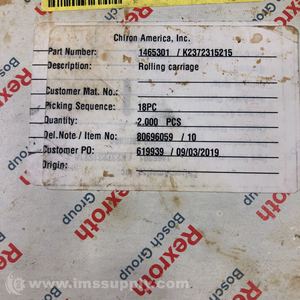 Chiron America, Inc.
Part Number: 1465301 / K2372315215
Description: Rolling carriage
Customer Mat. No.:
Picking Sequence: 18PC
Quantity: 2.000 PCS
Del.Note / Item No: 80696059 / 10
Customer PO: 619939 / 09/03/2019
Origin:
Rexroth
Bosch Group
Rexroth
Bosch Group
Rexroth
Bosch Group
Rexroth
© www.imssupply.com